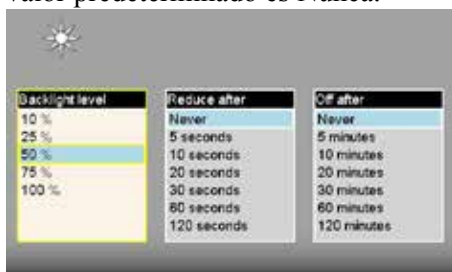 valor predeterminado es Nunca.
Backlight level
10 %
25 %
50 %
75 %
100 %
Reduce after
Never
5 seconds
10 seconds
20 seconds
30 seconds
60 seconds
120 seconds
Off after
Never
5 minutes
10 minutes
20 minutes
30 minutes
60 minutes
120 minutes